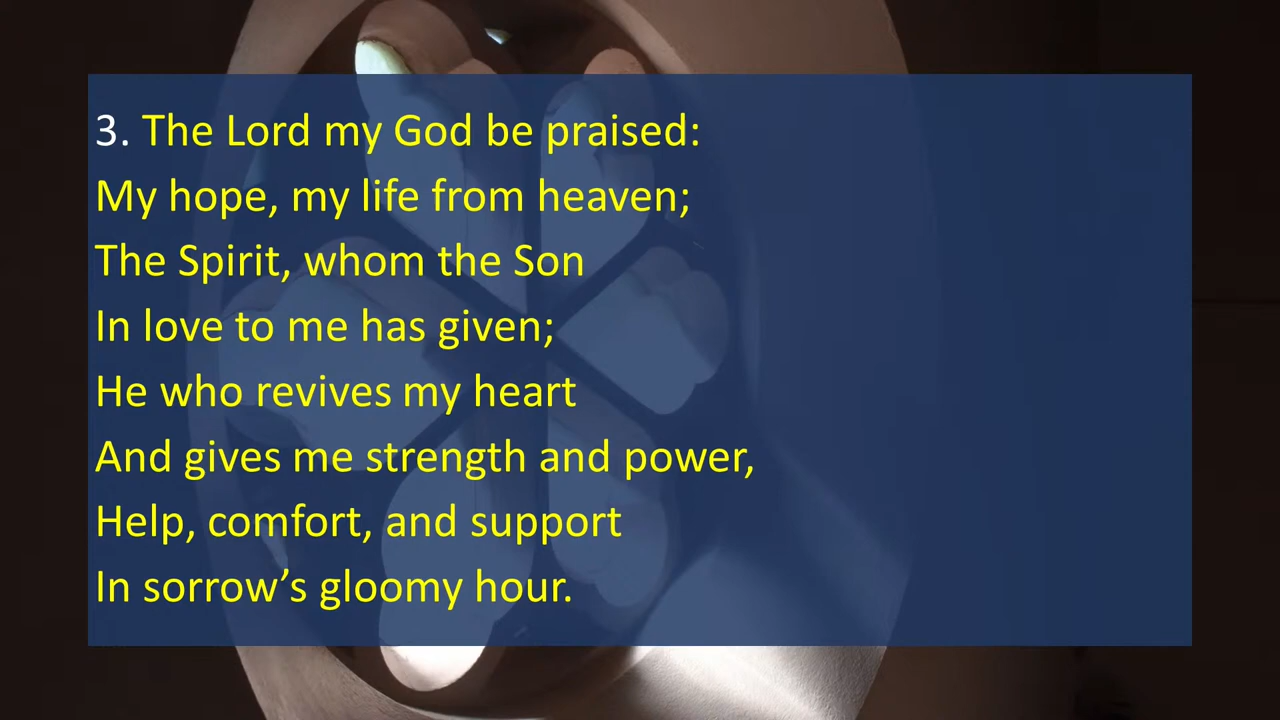 3. The Lord my God be praised:
My hope, my life from heaven;
The Spirit, whom the Son
In love to me has given;
He who revives my heart
And gives me strength and power,
Help, comfort, and support
In sorrow’s gloomy hour.